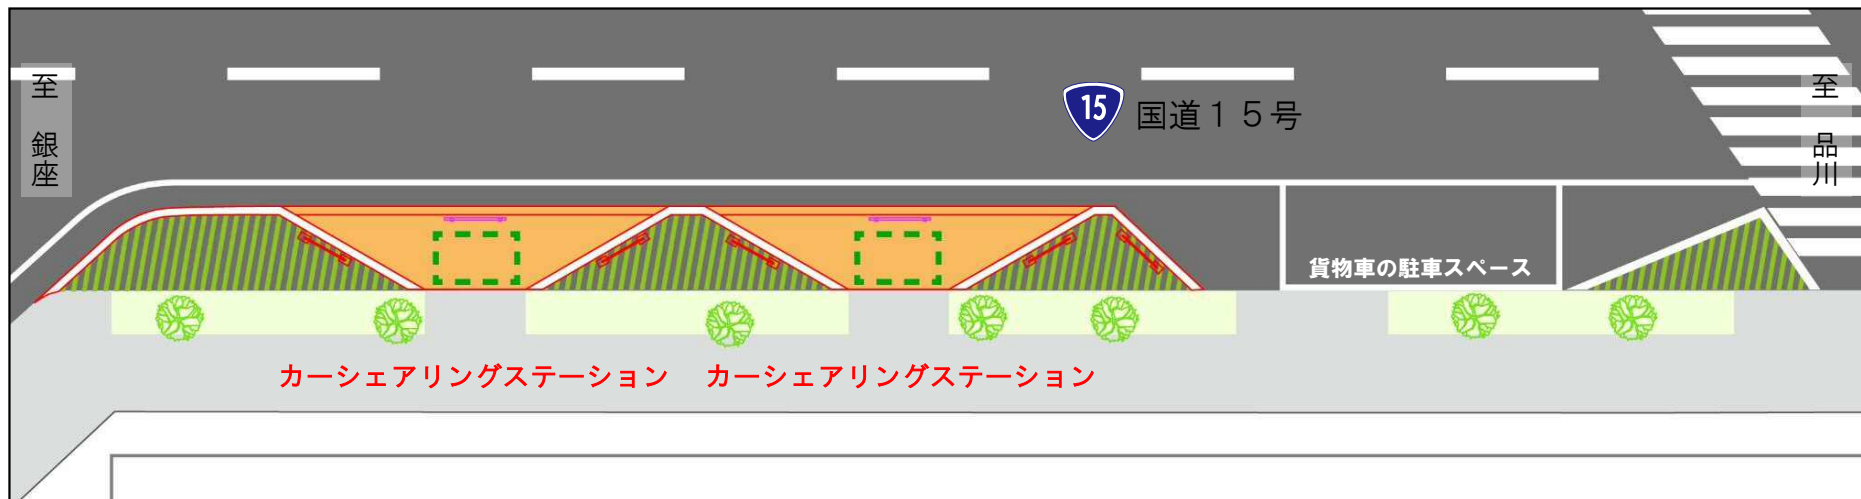 至 銀座
15
国道１５号
至 品川
貨物車の駐車スペース
カーシェアリングステーション
カーシェアリングステーション